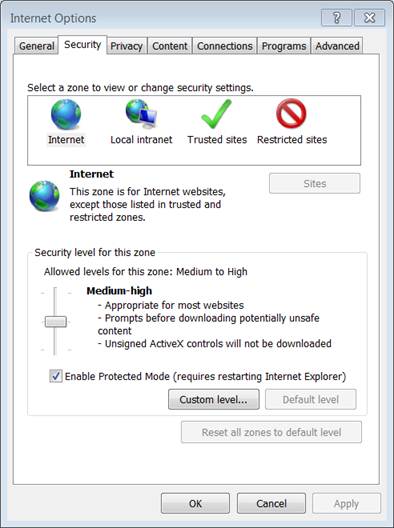 Internet Options
General Security Privacy Content Connections Programs Advanced
Select a zone to view or change security settings.
Internet Local intranet Trusted sites Restricted sites
Internet
Sites
This zone is for Internet websites,
except those listed in trusted and
restricted zones.
Security level for this zone
Allowed levels for this zone: Medium to High
Medium-high
- Appropriate for most websites
- Prompts before downloading potentially unsafe
content
- Unsigned ActiveX controls will not be downloaded
Enable Protected Mode (requires restarting Internet Explorer)
Custom level... Default level
Reset all zones to default level
OK Cancel Apply